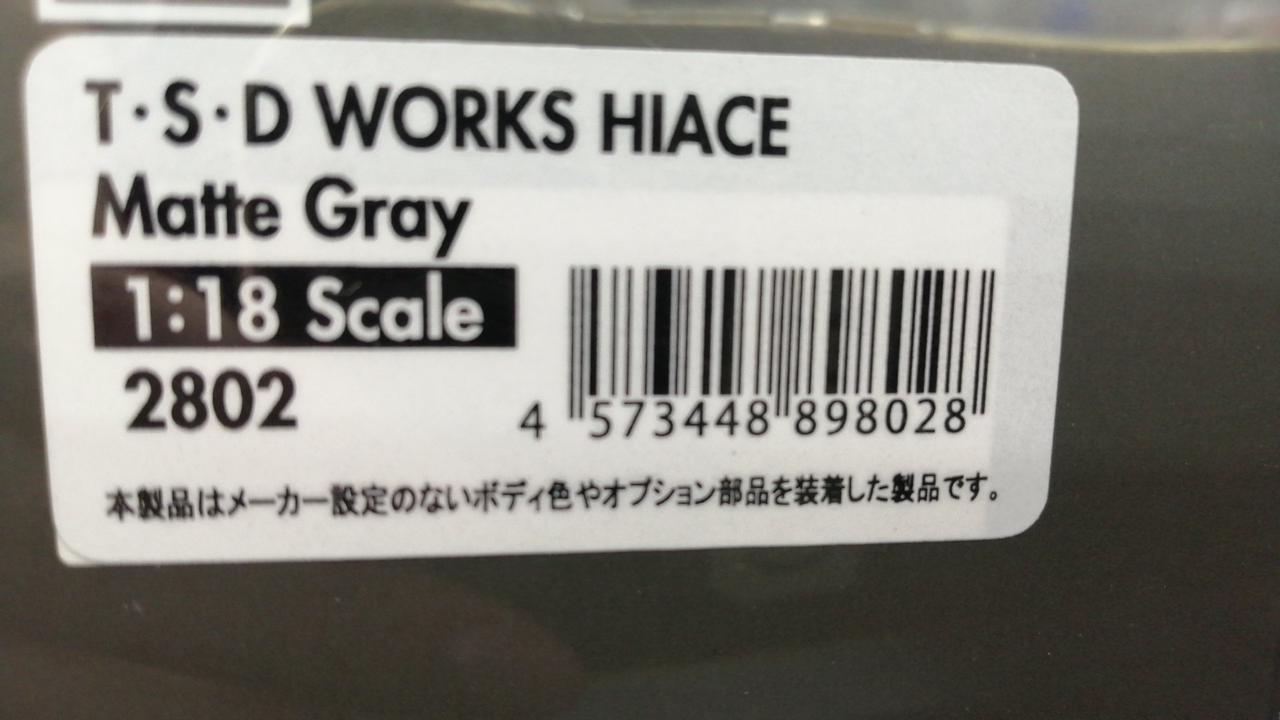 T・S・D WORKS HIACE
Matte Gray
1:18 Scale
2802
4 573448 898028
本製品はメーカー設定のないボディ色やオプション部品を装着した製品です。